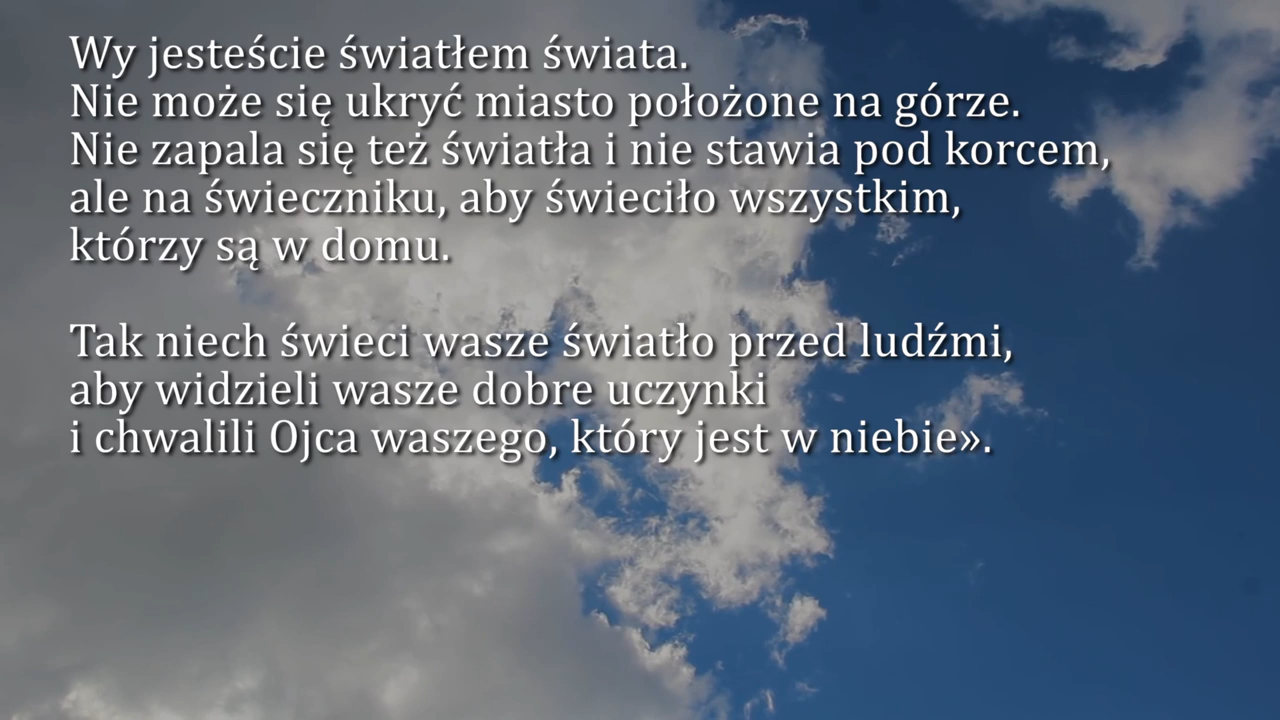 Wy jesteście światłem świata.
Nie może się ukryć miasto położone na górze.
Nie zapala się też światła i nie stawia pod korcem,
ale na świeczniku, aby świeciło wszystkim,
którzy są w domu.
Tak niech świeci wasze światło przed ludźmi,
aby widzieli wasze dobre uczynki
i chwalili Ojca waszego, który jest w niebie».